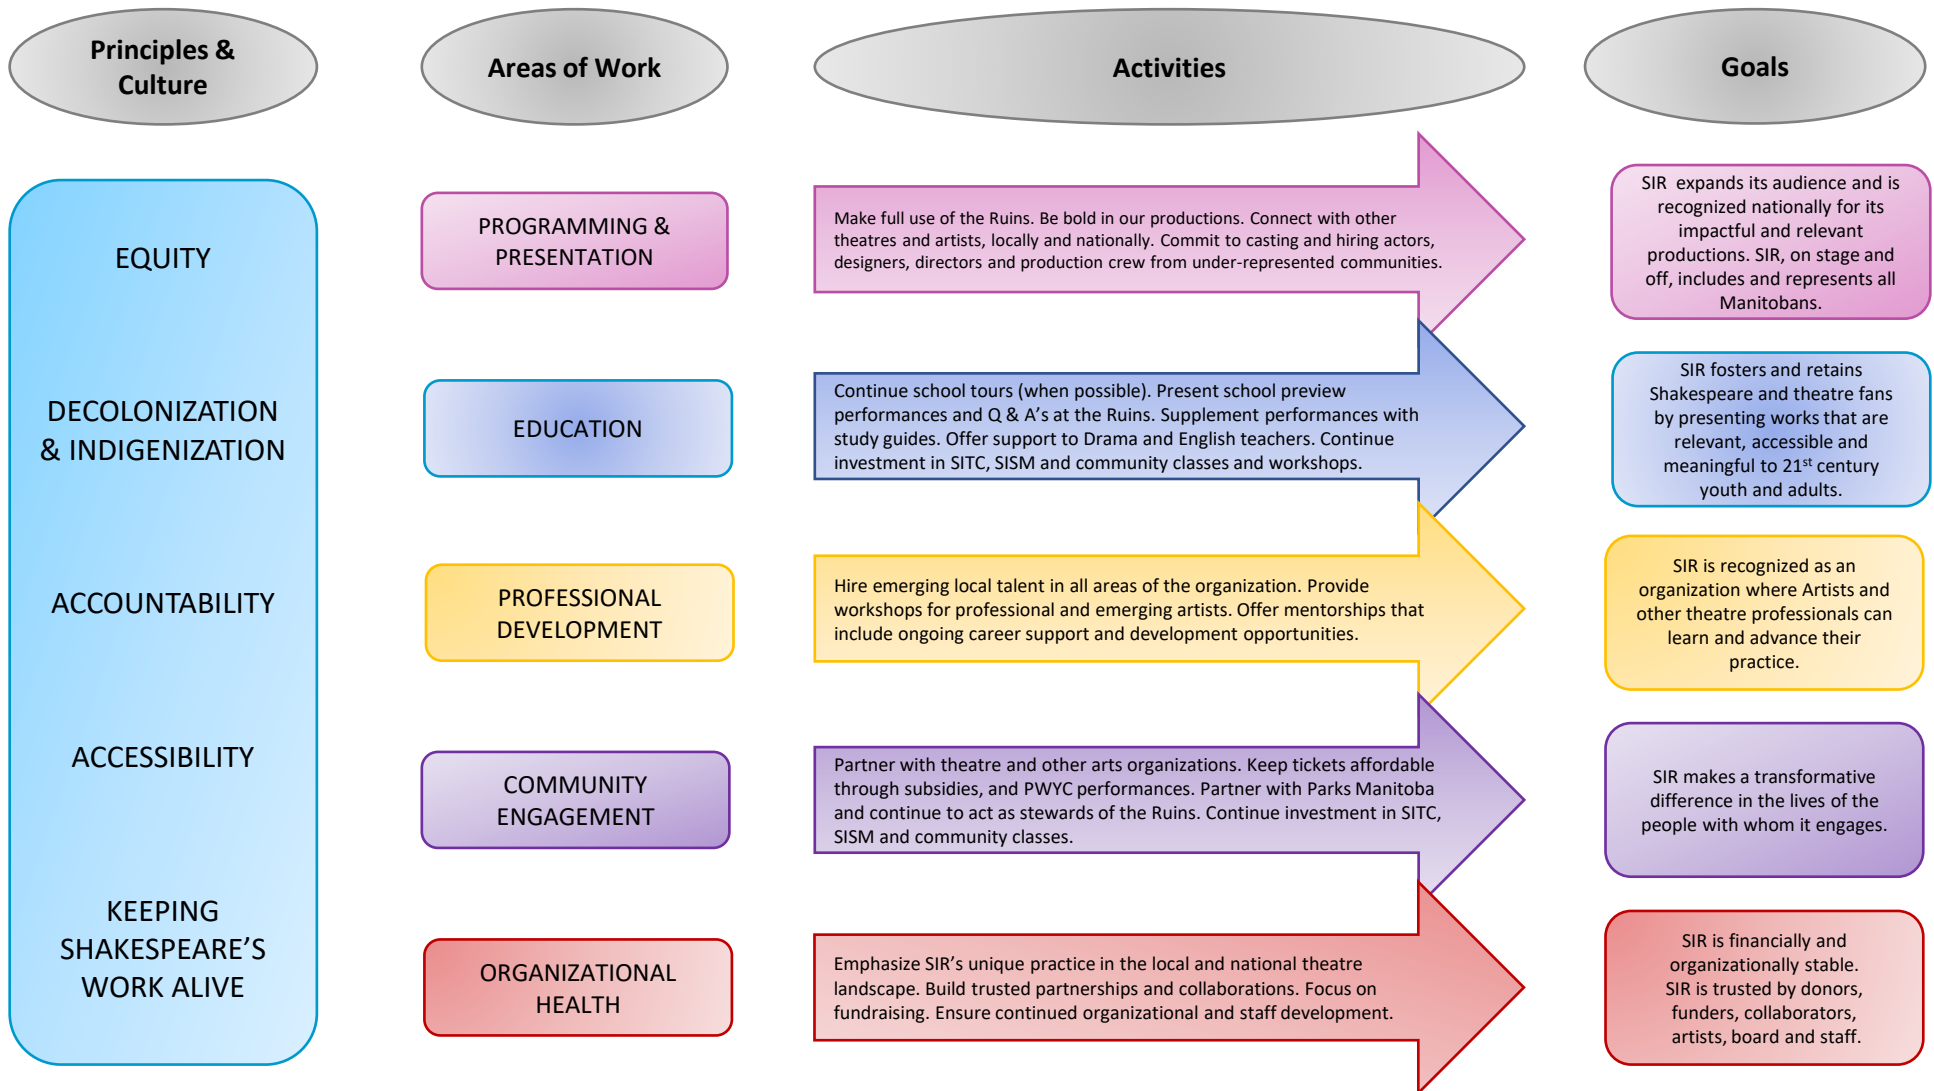 Principles &
Culture
Areas of Work
Activities
Goals
EQUITY
DECOLONIZATION
& INDIGENIZATION
ACCOUNTABILITY
ACCESSIBILITY
KEEPING
SHAKESPEARE’S
WORK ALIVE
PROGRAMMING &
PRESENTATION
Make full use of the Ruins. Be bold in our productions. Connect with other
theatres and artists, locally and nationally. Commit to casting and hiring actors,
designers, directors and production crew from under-represented communities.
SIR expands its audience and is
recognized nationally for its
impactful and relevant
productions. SIR, on stage and
off, includes and represents all
Manitobans.
EDUCATION
Continue school tours (when possible). Present school preview
performances and Q & A’s at the Ruins. Supplement performances with
study guides. Offer support to Drama and English teachers. Continue
investment in SITC, SISM and community classes and workshops.
SIR fosters and retains
Shakespeare and theatre fans
by presenting works that are
relevant, accessible and
meaningful to 21st century
youth and adults.
PROFESSIONAL
DEVELOPMENT
Hire emerging local talent in all areas of the organization. Provide
workshops for professional and emerging artists. Offer mentorships that
include ongoing career support and development opportunities.
SIR is recognized as an
organization where Artists and
other theatre professionals can
learn and advance their
practice.
COMMUNITY
ENGAGEMENT
Partner with theatre and other arts organizations. Keep tickets affordable
through subsidies, and PWYC performances. Partner with Parks Manitoba
and continue to act as stewards of the Ruins. Continue investment in SITC,
SISM and community classes.
SIR makes a transformative
difference in the lives of the
people with whom it engages.
ORGANIZATIONAL
HEALTH
Emphasize SIR’s unique practice in the local and national theatre
landscape. Build trusted partnerships and collaborations. Focus on
fundraising. Ensure continued organizational and staff development.
SIR is financially and
organizationally stable.
SIR is trusted by donors,
funders, collaborators,
artists, board and staff.